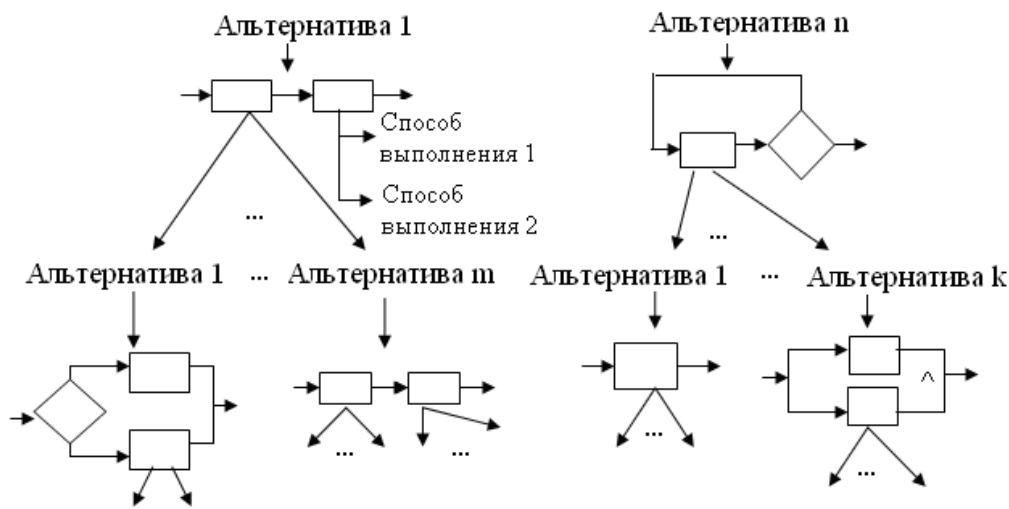 Альтернатива 1
Альтернатива n
Способ
выполнения 1
Способ
выполнения 2
...
...
Альтернатива 1 ... Альтернатива m
Альтернатива 1 ... Альтернатива k
^
... ...
...
...